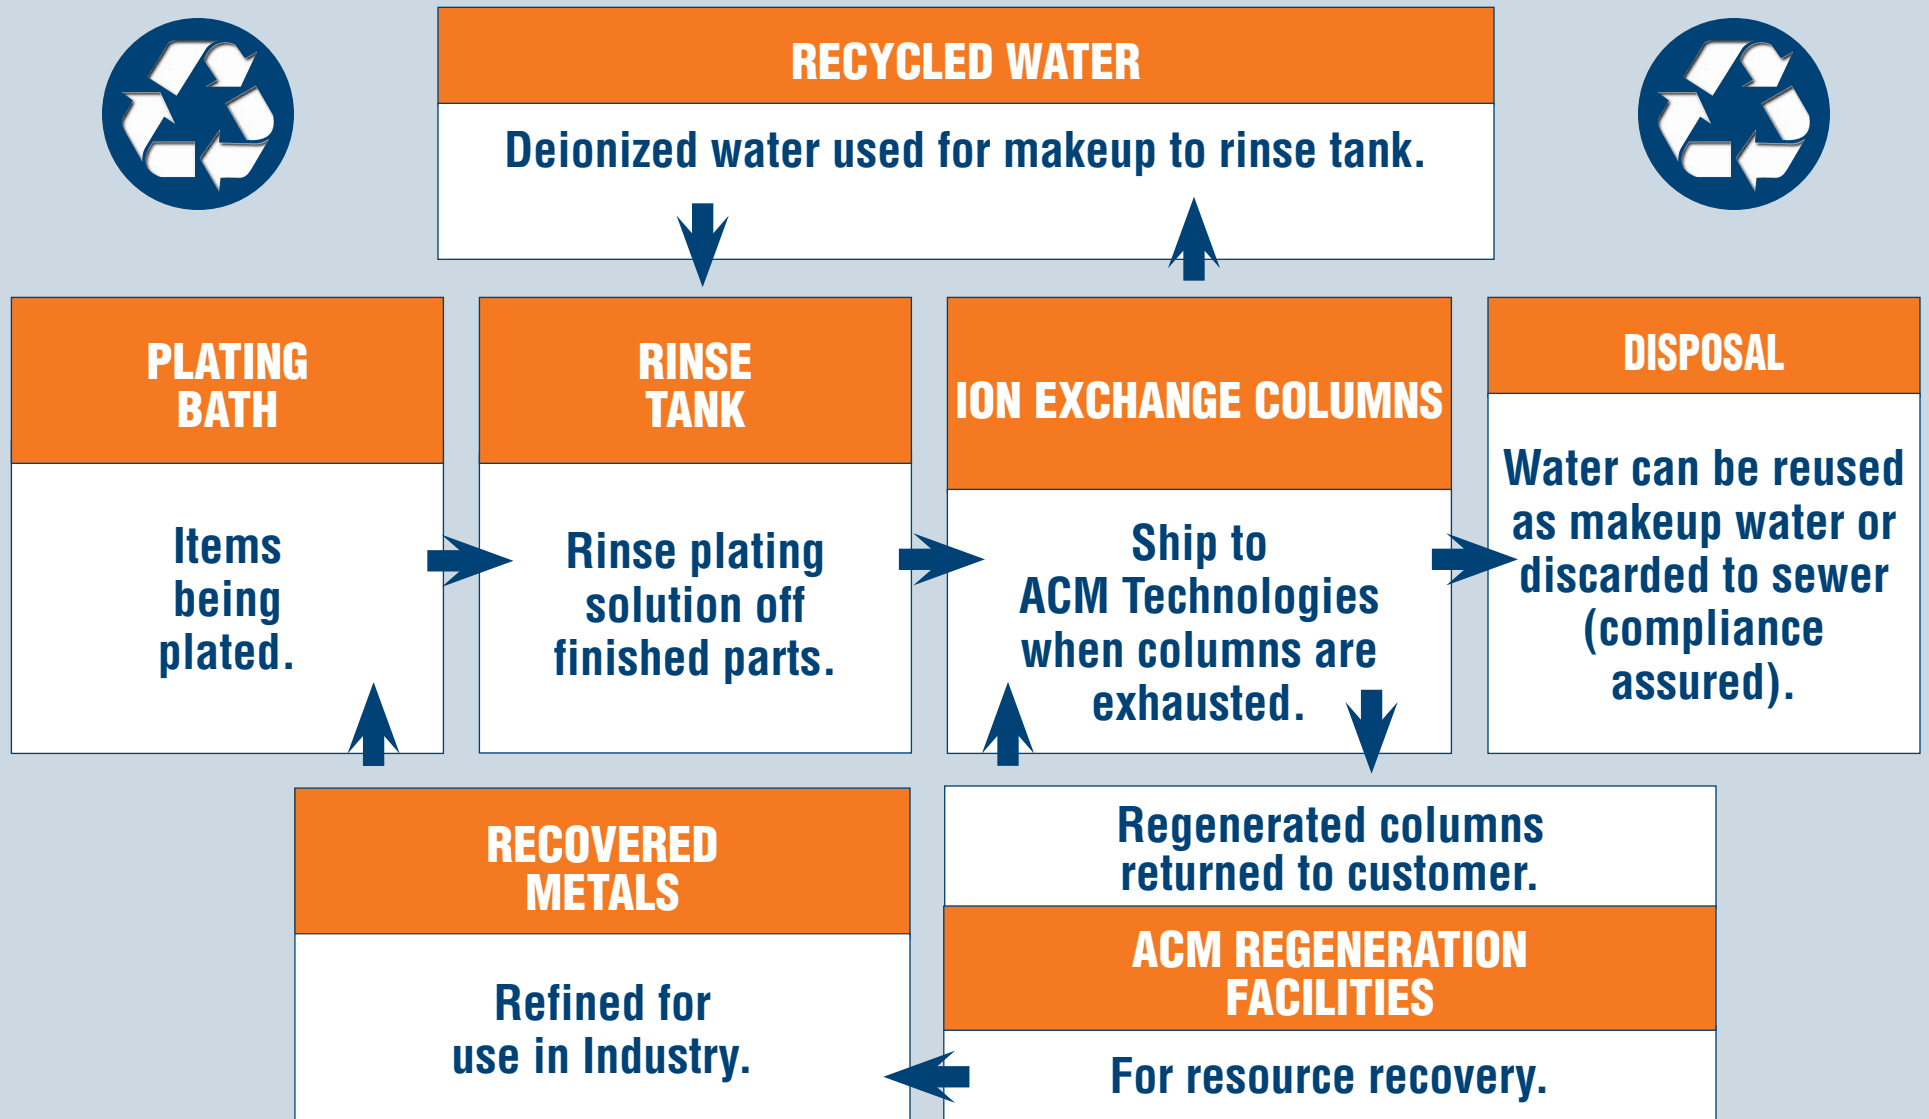 RECYCLED WATER
Deionized water used for makeup to rinse tank.
PLATING
BATH
Items
being
plated.
RINSE
TANK
Rinse plating
solution off
finished parts.
ION EXCHANGE COLUMNS
Ship to
ACM Technologies
when columns are
exhausted.
DISPOSAL
Water can be reused
as makeup water or
discarded to sewer
(compliance
assured).
RECOVERED
METALS
Refined for
use in Industry.
Regenerated columns
returned to customer.
ACM REGENERATION
FACILITIES
For resource recovery.